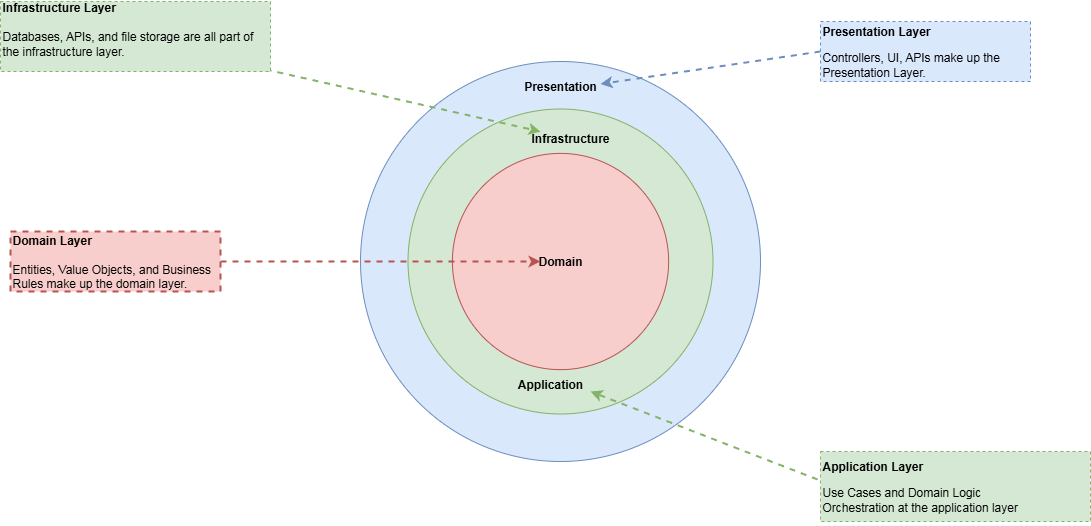 Infrastructure Layer
Databases, APIs, and file storage are all part of
the infrastructure layer.
Presentation Layer
Controllers, UI, APIs make up the
Presentation Layer.
Presentation
Infrastructure
Domain Layer
Entities, Value Objects, and Business
Rules make up the domain layer.
Domain
Application
Application Layer
Use Cases and Domain Logic
Orchestration at the application layer